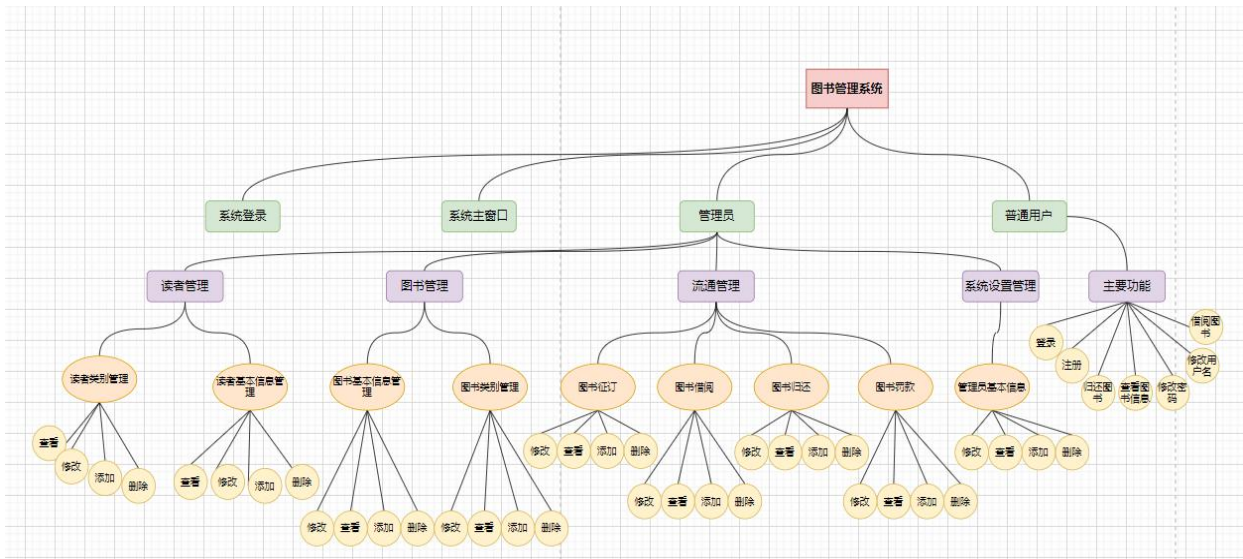 图书管理系统
系统登录
系统主窗口
管理员
普通用户
读者管理
图书管理
流通管理
系统设置管理
主要功能
读者类别管理
读者基本信息管
理
图书基本信息管
理
图书类别管理
图书征订
图书借阅
图书归还
图书罚款
管理员基本信息
登录
注册
归还图
书
查看图
书信息
修改密
码
修改用
户名
借阅图
书
查看
修改
添加
删除
查看
修改
添加
删除
修改
查看
添加
删除
修改
查看
添加
删除
修改
查看
添加
删除
修改
查看
添加
删除
修改
查看
添加
删除
修改
查看
添加
删除
修改
查看
添加
删除